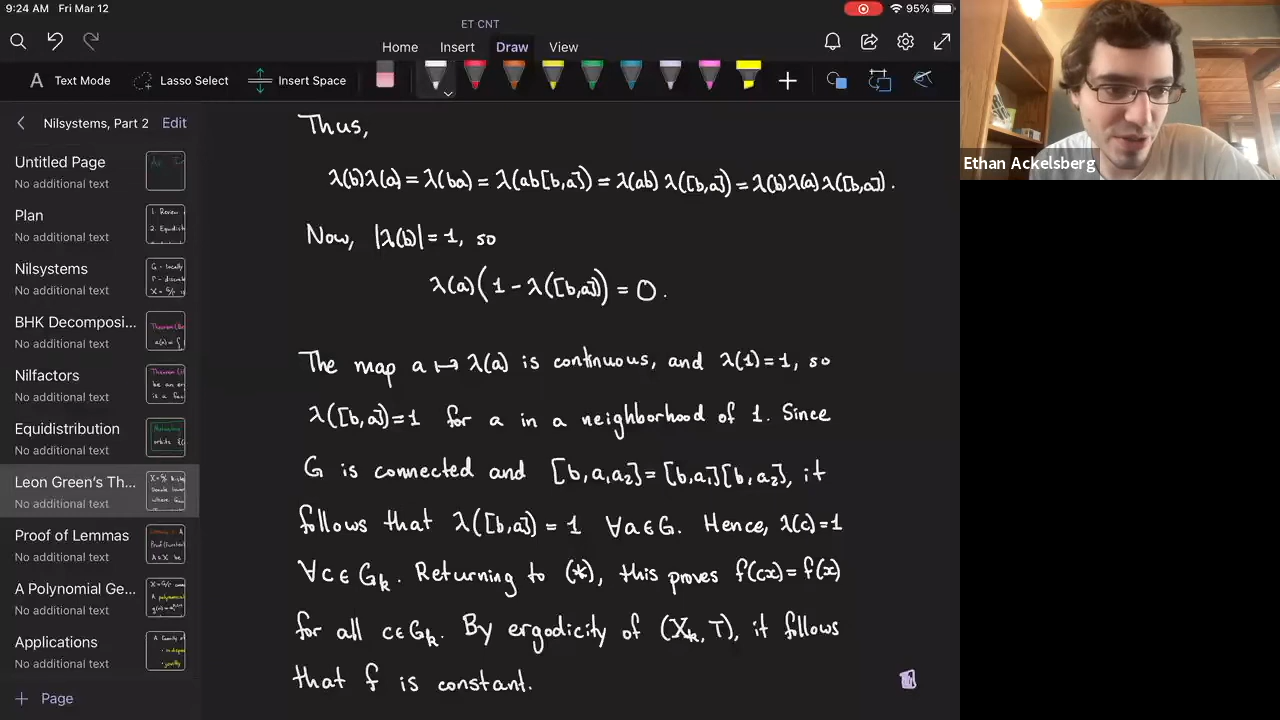 9:24 AM Fri Mar 12
95%
ET CNT
Home Insert Draw View
Text Mode Lasso Select Insert Space
Nilsystems, Part 2 Edit
Untitled Page
No additional text
Plan
No additional text
Nilsystems
No additional text
BHK Decomposi...
No additional text
Nilfactors
No additional text
Equidistribution
No additional text
Leon Green's Th...
No additional text
Proof of Lemmas
No additional text
A Polynomial Ge...
No additional text
Applications
No additional text
+ Page
Thus,
λ(b)λ(a) = λ(ba) = λ(ab[b,a]) = λ(ab) λ([b,a]) = λ(b)λ(a)λ([b,a]).
Now, |λ(b)| = 1, so
λ(a)(1 - λ([b,a])) = 0.
The map a ↦ λ(a) is continuous, and λ(1) = 1, so
λ([b,a]) = 1 for a in a neighborhood of 1. Since
G is connected and [b, a₁a₂] = [b,a₁][b,a₂], it
follows that λ([b,a]) = 1 ∀a∈G. Hence, λ(c) = 1
∀c∈Gₖ. Returning to (*), this proves f(cx) = f(x)
for all c∈Gₖ. By ergodicity of (Xₖ, T), it follows
that f is constant.
Ethan Ackelsberg